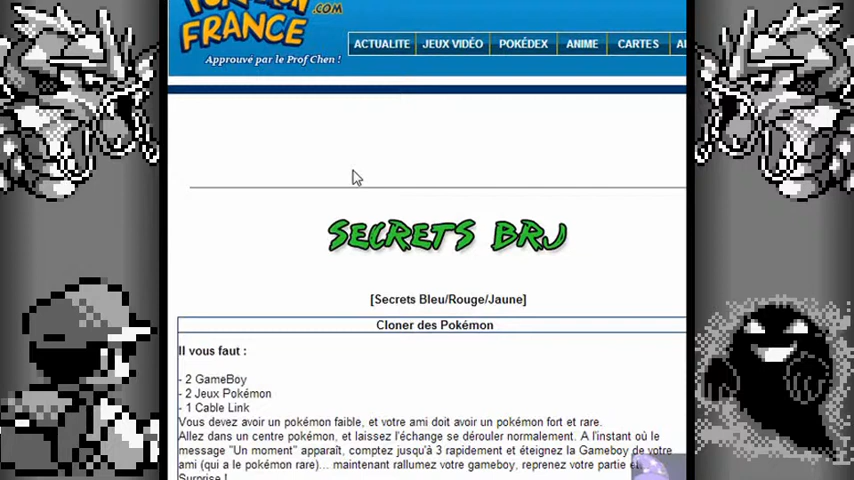 FRANCE
.COM
Approuvé par le Prof Chen !
ACTUALITE JEUX VIDÉO POKÉDEX ANIME CARTES
SECRETS BRJ
[Secrets Bleu/Rouge/Jaune]
Cloner des Pokémon
Il vous faut :
- 2 GameBoy
- 2 Jeux Pokémon
- 1 Cable Link
Vous devez avoir un pokémon faible, et votre ami doit avoir un pokémon fort et rare.
Allez dans un centre pokémon, et laissez l'échange se dérouler normalement. A l'instant où le
message "Un moment" apparaît, comptez jusqu'à 3 rapidement et éteignez la Gameboy de votre
ami (qui a le pokémon rare)... maintenant rallumez votre gameboy, reprenez votre partie et
Surprise !